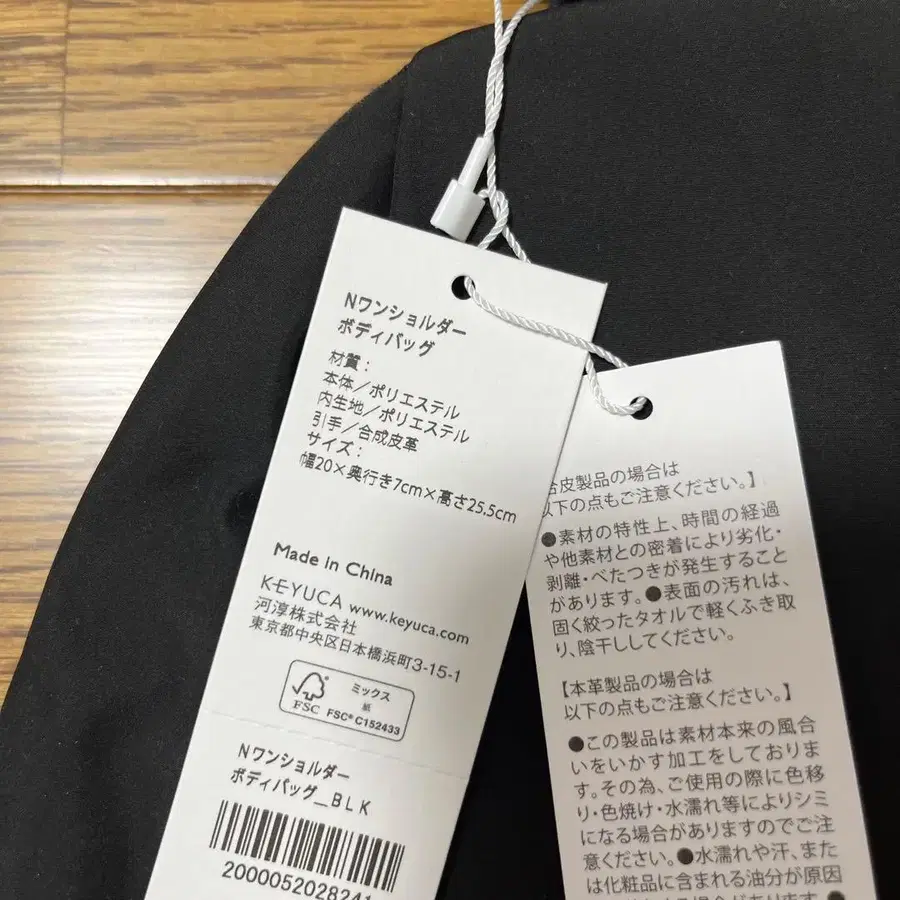 Nワンショルダー
ボディバッグ
材質：
本体／ポリエステル
内生地／ポリエステル
引手／合成皮革
サイズ：
幅20×奥行き7cm×高さ25.5cm
Made in China
KEYUCA www.keyuca.com
河淳株式会社
東京都中央区日本橋浜町3-15-1
FSC
ミックス
紙
FSC® C152433
Nワンショルダー
ボディバッグ_BLK
2000052028241
合皮製品の場合は
以下の点もご注意ください。】
●素材の特性上、時間の経過
や他素材との密着により劣化・
剥離・べたつきが発生すること
があります。●表面の汚れは、
固く絞ったタオルで軽くふき取
り、陰干ししてください。
【本革製品の場合は
以下の点もご注意ください。】
●この製品は素材本来の風合
いをいかす加工をしておりま
す。その為、ご使用の際に色移
り・色焼け・水濡れ等によりシミ
になる場合がありますのでご注
意ください。●水濡れや汗、また
は化粧品に含まれる油分が原因